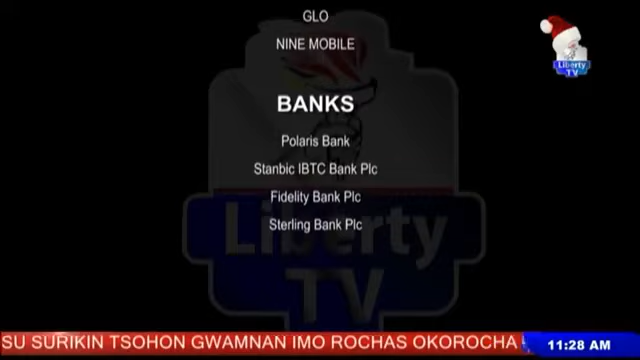 GLO
NINE MOBILE
BANKS
Polaris Bank
Stanbic IBTC Bank Plc
Fidelity Bank Plc
Sterling Bank Plc
Liberty
TV
Liberty
TV
SU SURIKIN TSOHON GWAMNAN IMO ROCHAS OKOROCHA
11:28 AM